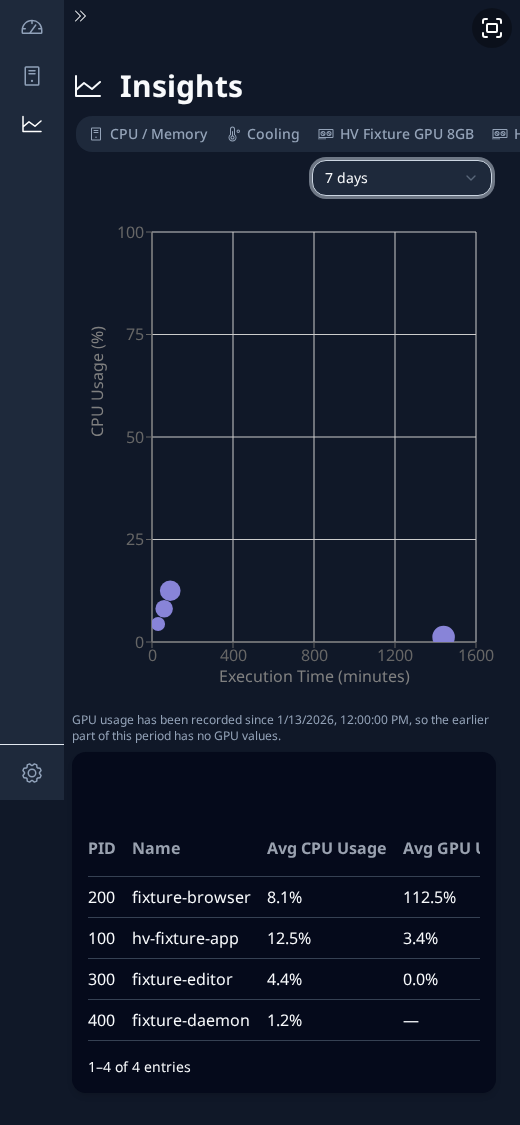 Insights
CPU / Memory
Cooling
HV Fixture GPU 8GB
H
7 days
100
75
50
25
0
CPU Usage (%)
0
400
800
1200
1600
Execution Time (minutes)
GPU usage has been recorded since 1/13/2026, 12:00:00 PM, so the earlier
part of this period has no GPU values.
PID Name Avg CPU Usage Avg GPU U
200 fixture-browser 8.1% 112.5%
100 hv-fixture-app 12.5% 3.4%
300 fixture-editor 4.4% 0.0%
400 fixture-daemon 1.2% —
1–4 of 4 entries